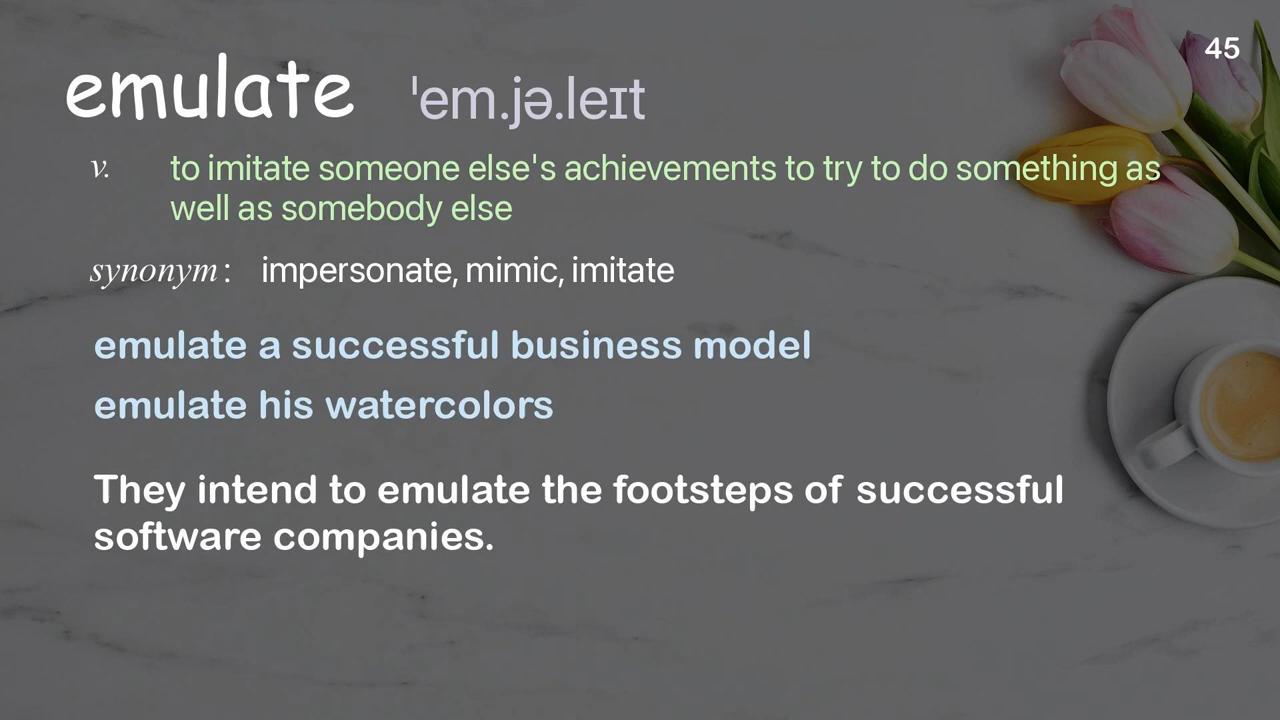 45
emulate ˈem.jə.leɪt
v. to imitate someone else's achievements to try to do something as
well as somebody else
synonym: impersonate, mimic, imitate
emulate a successful business model
emulate his watercolors
They intend to emulate the footsteps of successful
software companies.